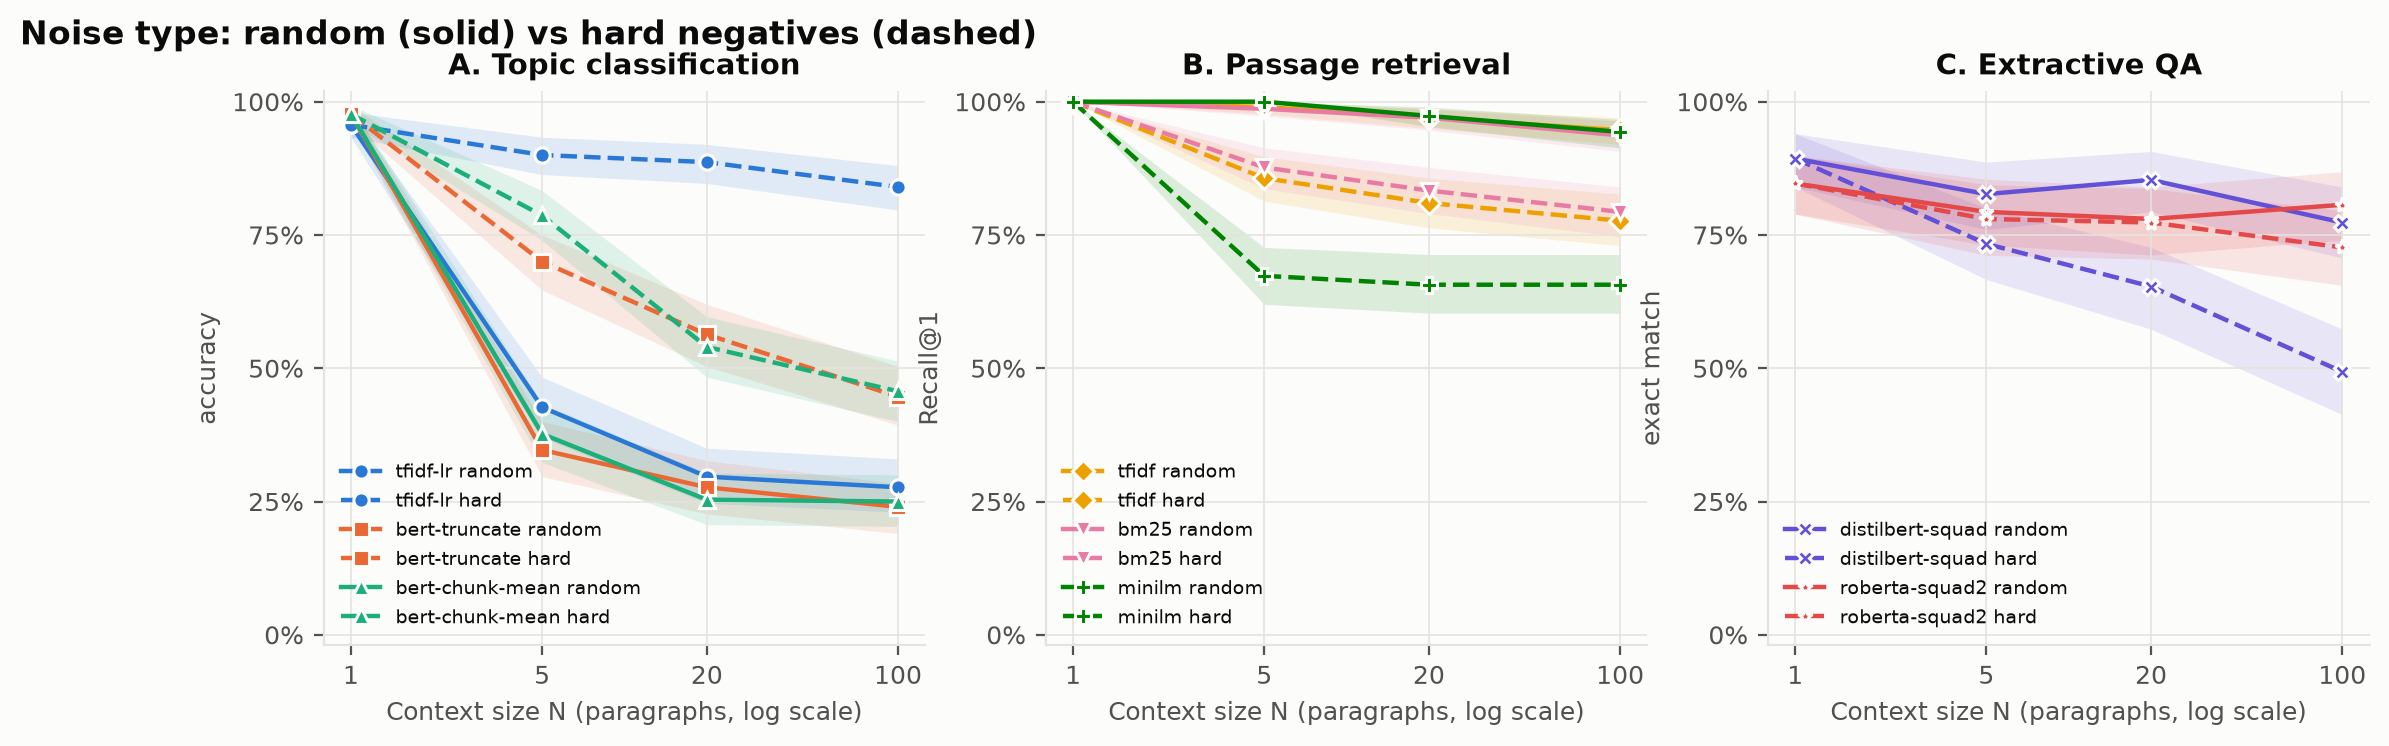 Noise type: random (solid) vs hard negatives (dashed)
A. Topic classification
100%
75%
50%
25%
0%
accuracy
tfidf-lr random
tfidf-lr hard
bert-truncate random
bert-truncate hard
bert-chunk-mean random
bert-chunk-mean hard
1
5
20
100
Context size N (paragraphs, log scale)
B. Passage retrieval
100%
75%
50%
25%
0%
Recall@1
tfidf random
tfidf hard
bm25 random
bm25 hard
minilm random
minilm hard
1
5
20
100
Context size N (paragraphs, log scale)
C. Extractive QA
100%
75%
50%
25%
0%
exact match
distilbert-squad random
distilbert-squad hard
roberta-squad2 random
roberta-squad2 hard
1
5
20
100
Context size N (paragraphs, log scale)